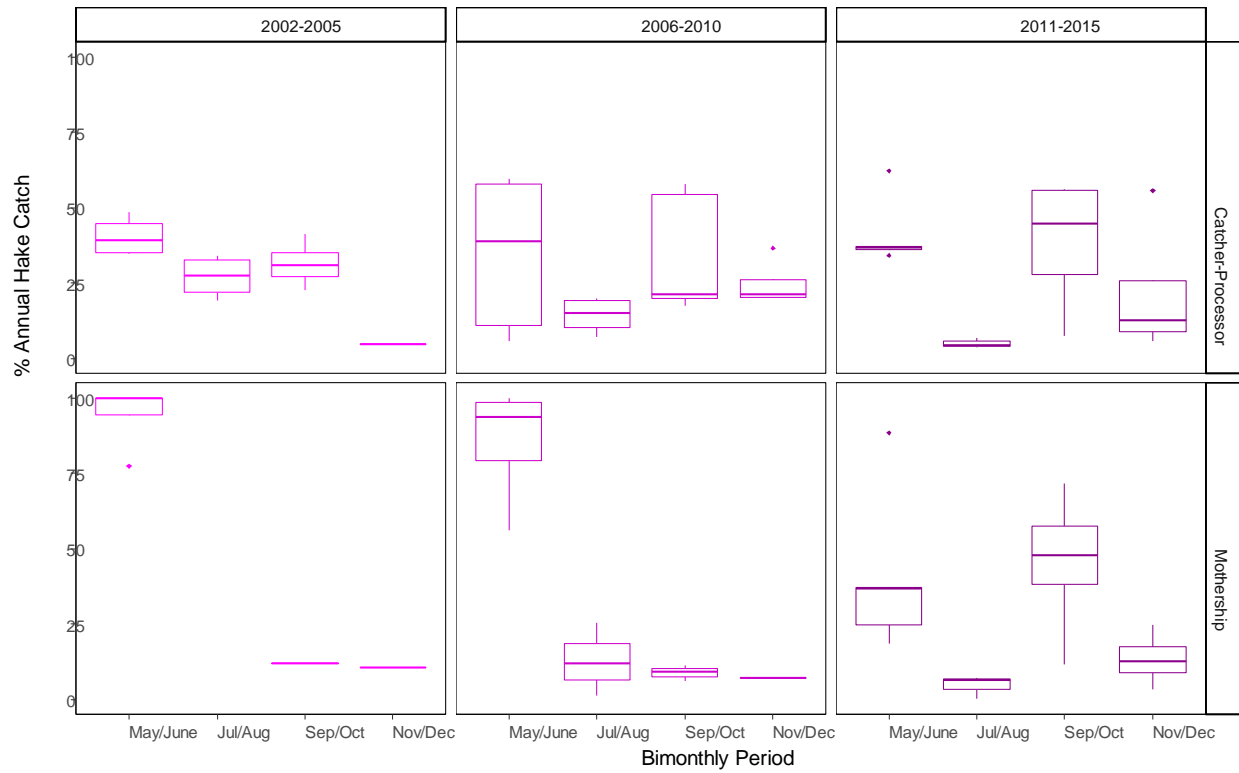 2002-2005
2006-2010
2011-2015
% Annual Hake Catch
100
75
50
25
0
Catcher-Processor
100
75
50
25
0
Mothership
May/June Jul/Aug Sep/Oct Nov/Dec
May/June Jul/Aug Sep/Oct Nov/Dec
May/June Jul/Aug Sep/Oct Nov/Dec
Bimonthly Period